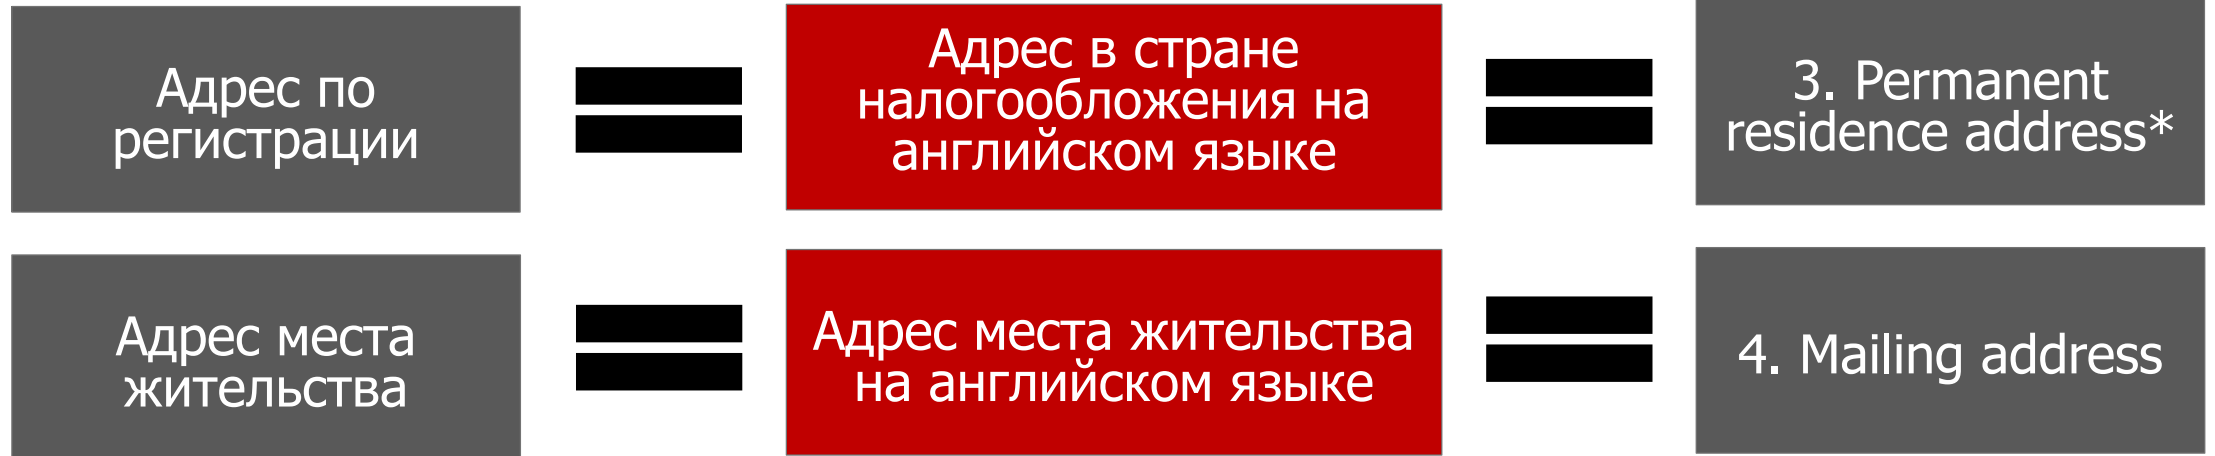 Адрес по
регистрации
Адрес в стране
налогообложения на
английском языке
3. Permanent
residence address*
Адрес места
жительства
Адрес места жительства
на английском языке
4. Mailing address